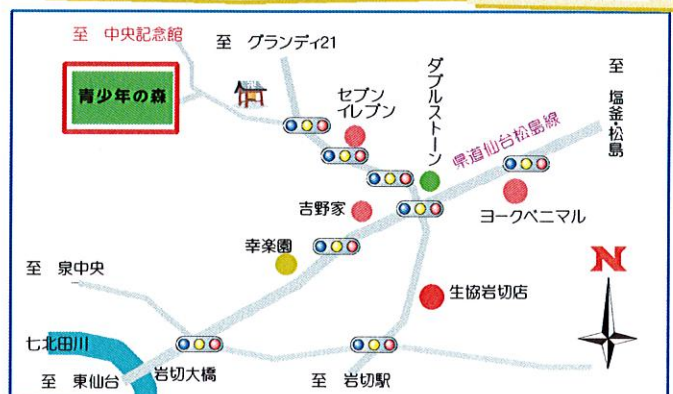 至 中央記念館
至 グランディ21
青少年の森
セブン
イレブン
ダブルストーン
県道仙台松島線
至 塩釜・松島
吉野家
ヨークベニマル
幸楽園
N
至 泉中央
生協岩切店
七北田川
至 東仙台
岩切大橋
至 岩切駅